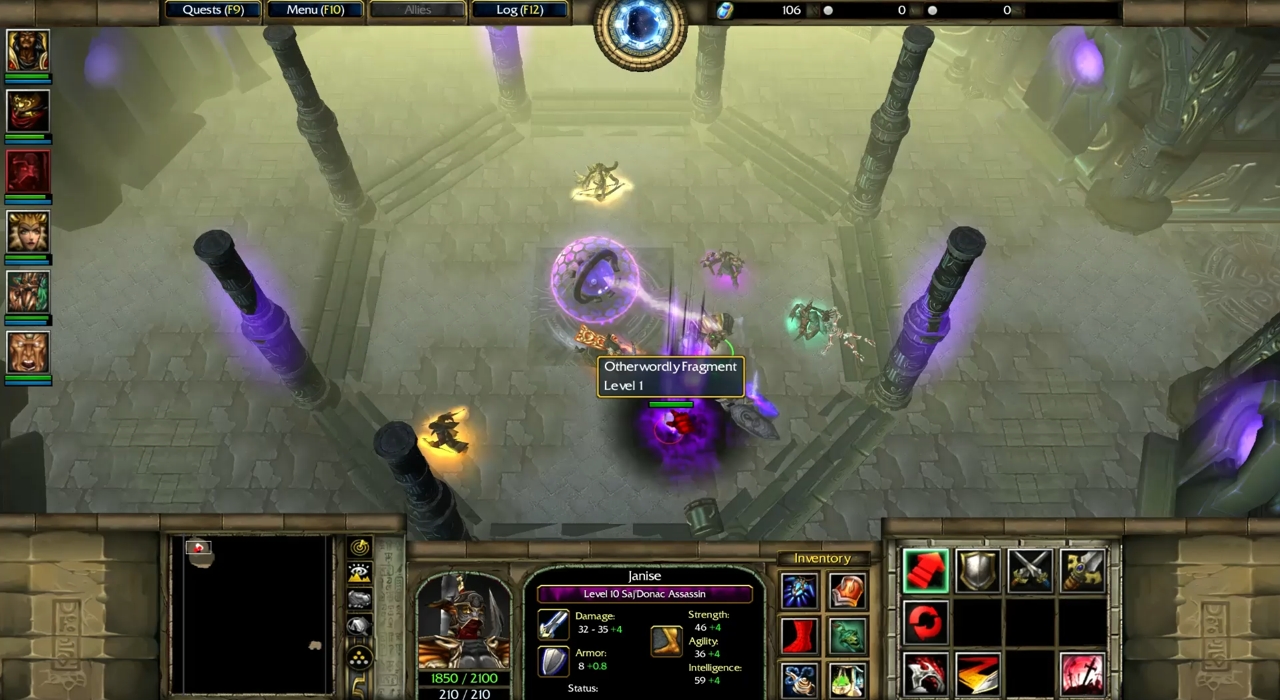 Quests (F9)
Menu (F10)
Allies
Log (F12)
106
0
0
Otherwordly Fragment
Level 1
Janise
Level 10 Saj'Donac Assassin
Damage:
32 - 35 +4
Armor:
8 +0.8
Status:
Strength:
46 +4
Agility:
36 +4
Intelligence:
59 +4
1850 / 2100
210 / 210
Inventory